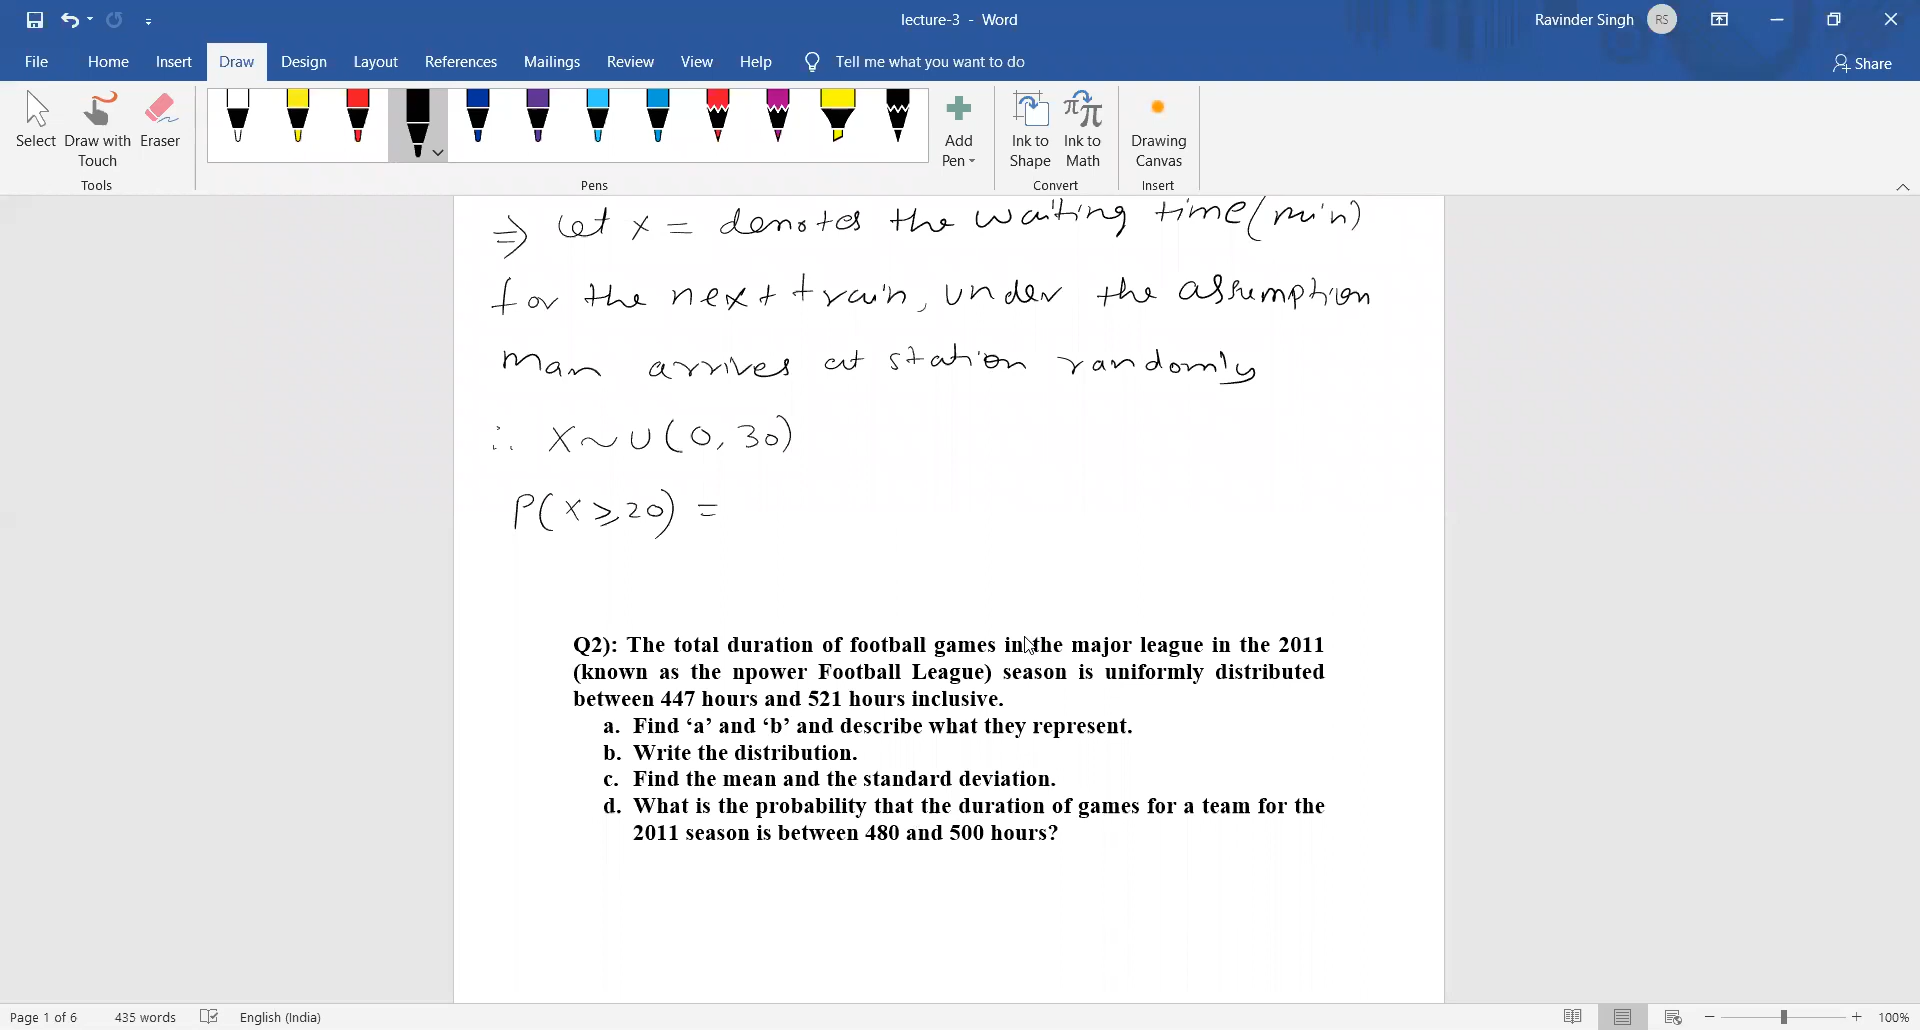 lecture-3 - Word
Ravinder Singh
RS
File Home Insert Draw Design Layout References Mailings Review View Help Tell me what you want to do
Share
Select
Draw with Touch
Eraser
Tools
Pens
Add Pen
Ink to Shape
Ink to Math
Convert
Drawing Canvas
Insert
⇒ Let x = denotes the waiting time (min)
for the next train, under the assumption
man arrives at station randomly
∴ X ~ U(0, 30)
P(X ⩾ 20) =
Q2): The total duration of football games in the major league in the 2011
(known as the npower Football League) season is uniformly distributed
between 447 hours and 521 hours inclusive.
a. Find ‘a’ and ‘b’ and describe what they represent.
b. Write the distribution.
c. Find the mean and the standard deviation.
d. What is the probability that the duration of games for a team for the
2011 season is between 480 and 500 hours?
Page 1 of 6 435 words English (India) 100%